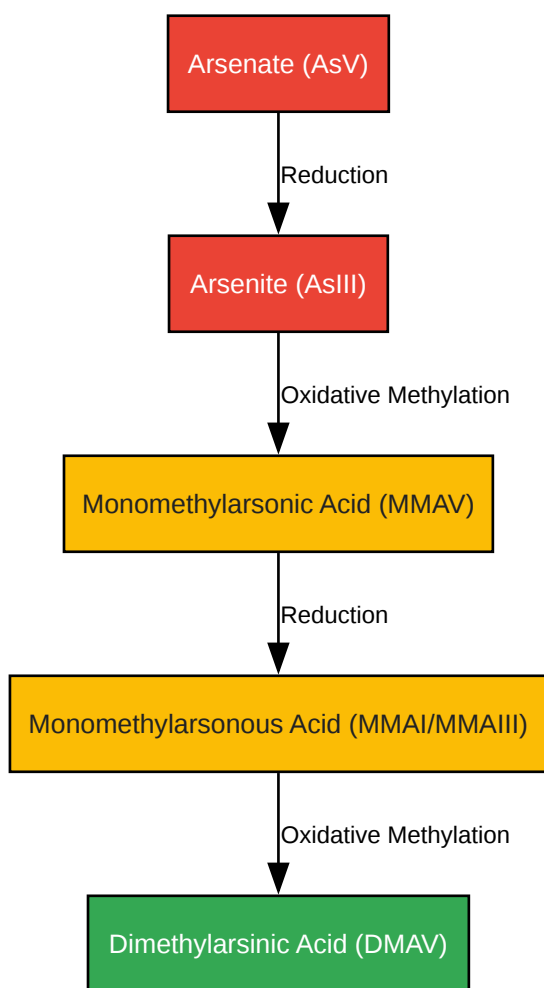 Arsenate (AsV)
Reduction
Arsenite (AsIII)
Oxidative Methylation
Monomethylarsonic Acid (MMAV)
Reduction
Monomethylarsonous Acid (MMAI/MMAIII)
Oxidative Methylation
Dimethylarsinic Acid (DMAV)